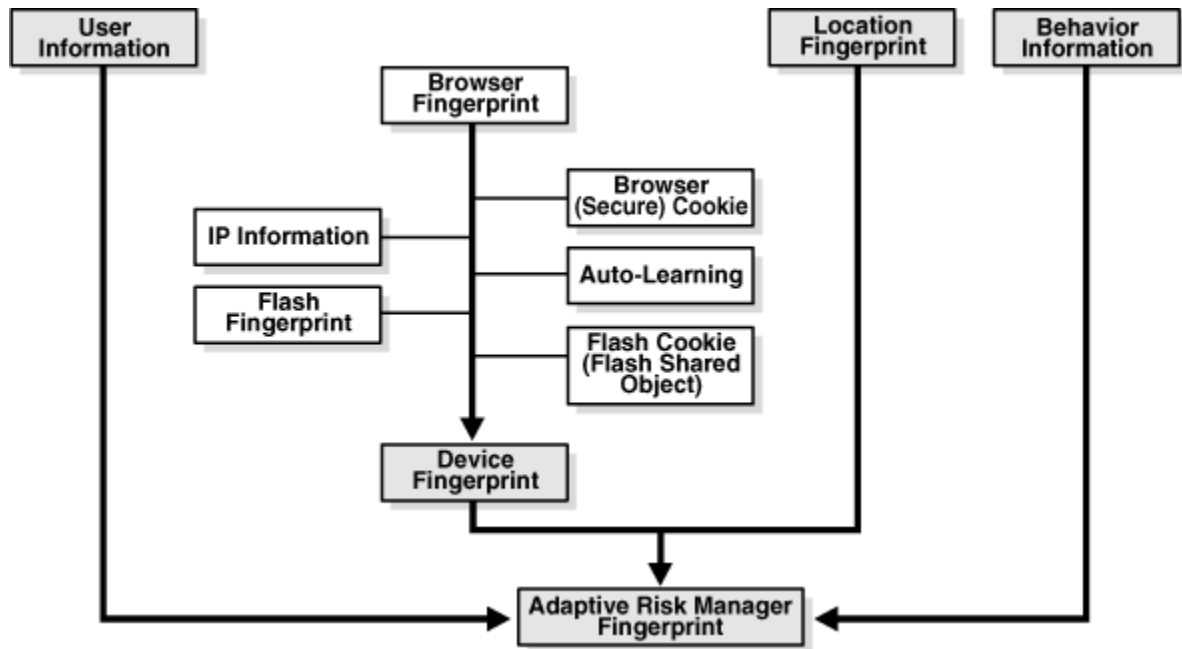 User
Information
Location
Fingerprint
Behavior
Information
Browser
Fingerprint
Browser
(Secure) Cookie
IP Information
Auto-Learning
Flash
Fingerprint
Flash Cookie
(Flash Shared
Object)
Device
Fingerprint
Adaptive Risk Manager
Fingerprint